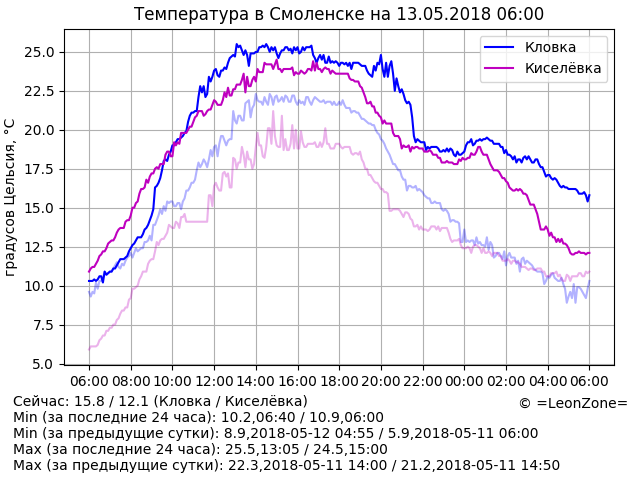 Температура в Смоленске на 13.05.2018 06:00
градусов Цельсия, °C
25.0
22.5
20.0
17.5
15.0
12.5
10.0
7.5
5.0
Кловка
Киселёвка
06:00 08:00 10:00 12:00 14:00 16:00 18:00 20:00 22:00 00:00 02:00 04:00 06:00
Сейчас: 15.8 / 12.1 (Кловка / Киселёвка)
© =LeonZone=
Min (за последние 24 часа): 10.2,06:40 / 10.9,06:00
Min (за предыдущие сутки): 8.9,2018-05-12 04:55 / 5.9,2018-05-11 06:00
Max (за последние 24 часа): 25.5,13:05 / 24.5,15:00
Max (за предыдущие сутки): 22.3,2018-05-11 14:00 / 21.2,2018-05-11 14:50